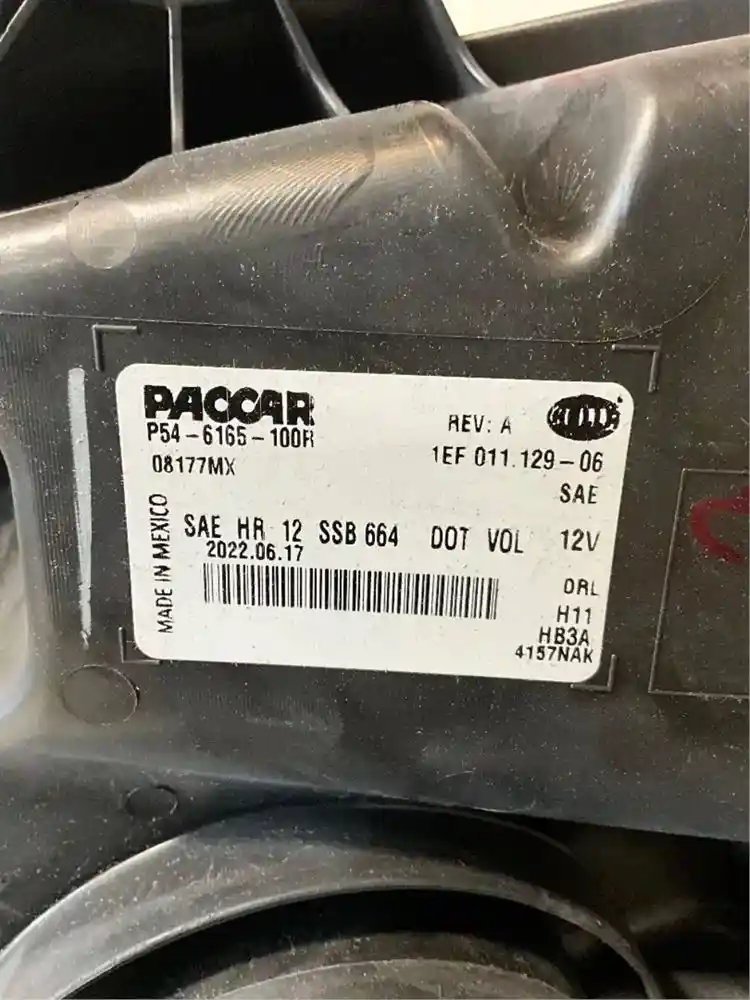 PACCAR
P54-6165-100R
REV: A
HELLA
08177MX
1EF 011.129-06
SAE
MADE IN MEXICO
SAE HR 12 SSB 664 DOT VOL 12V
2022.06.17
DRL
H11
HB3A
4157NAK